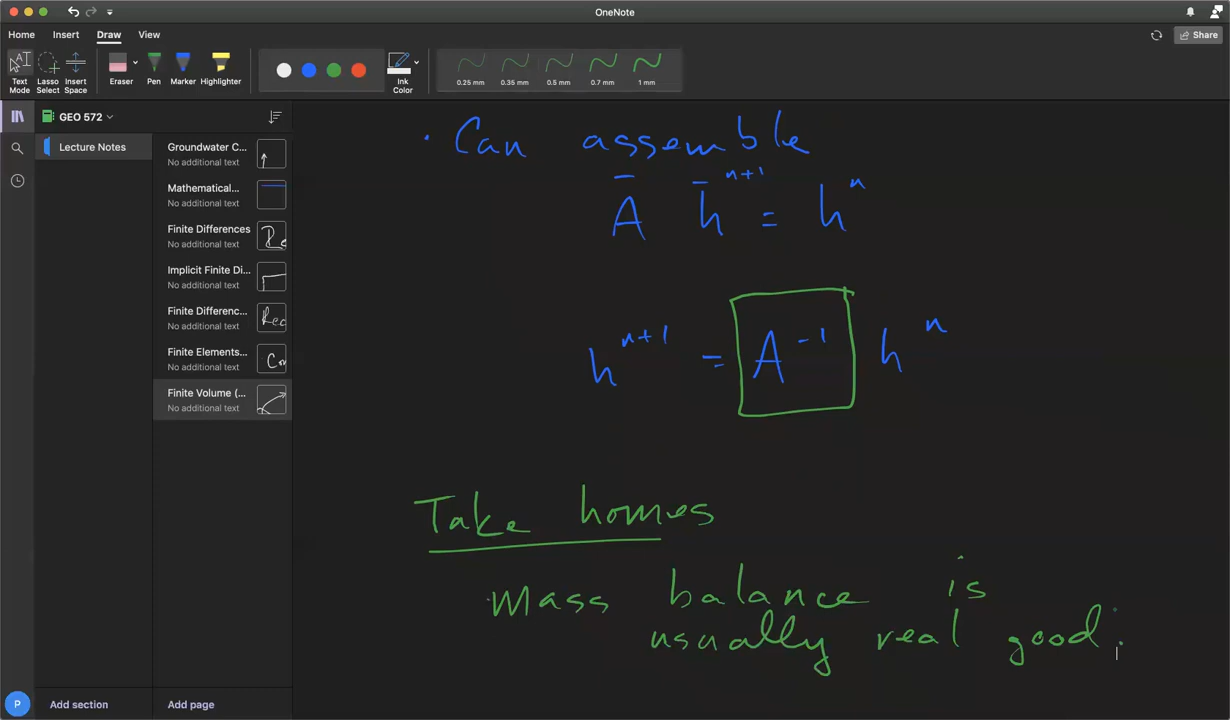 OneNote
Home Insert Draw View
Share
Text Mode
Lasso Select
Insert Space
Eraser
Pen
Marker
Highlighter
Ink Color
0.25 mm
0.35 mm
0.5 mm
0.7 mm
1 mm
GEO 572
Lecture Notes
Groundwater C...
No additional text
Mathematical...
No additional text
Finite Differences
No additional text
Implicit Finite Di...
No additional text
Finite Differenc...
No additional text
Finite Elements...
No additional text
Finite Volume (...
No additional text
P
Add section
Add page
· Can assemble
Ā h̄ⁿ⁺¹ = hⁿ
hⁿ⁺¹ = A⁻¹ hⁿ
Take homes
· Mass balance is
usually real good.